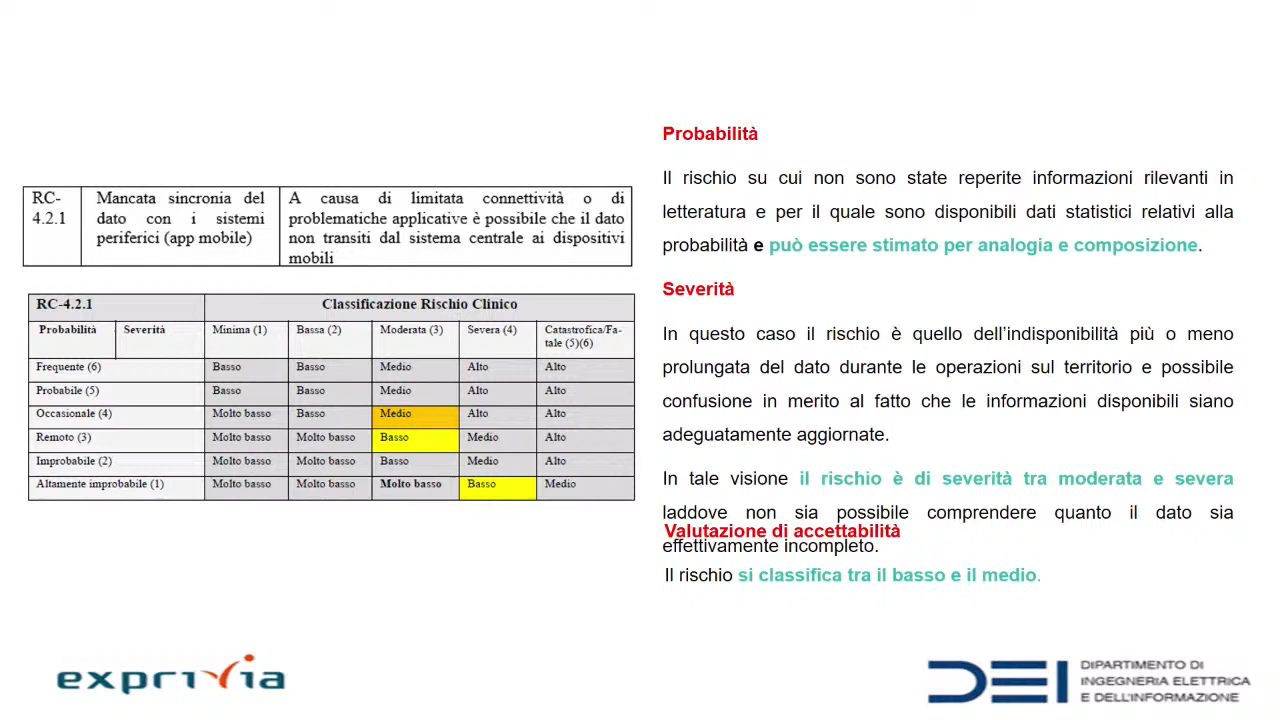 RC-
4.2.1
Mancata sincronia del
dato con i sistemi
periferici (app mobile)
A causa di limitata connettività o di
problematiche applicative è possibile che il dato
non transiti dal sistema centrale ai dispositivi
mobili
RC-4.2.1 Classificazione Rischio Clinico
Probabilità Severità Minima (1) Bassa (2) Moderata (3) Severa (4) Catastrofica/Fa-
tale (5)(6)
Frequente (6) Basso Basso Medio Alto Alto
Probabile (5) Basso Basso Medio Alto Alto
Occasionale (4) Molto basso Basso Medio Alto Alto
Remoto (3) Molto basso Molto basso Basso Medio Alto
Improbabile (2) Molto basso Molto basso Basso Medio Alto
Altamente improbabile (1) Molto basso Molto basso Molto basso Basso Medio
Probabilità
Il rischio su cui non sono state reperite informazioni rilevanti in
letteratura e per il quale sono disponibili dati statistici relativi alla
probabilità e può essere stimato per analogia e composizione.
Severità
In questo caso il rischio è quello dell’indisponibilità più o meno
prolungata del dato durante le operazioni sul territorio e possibile
confusione in merito al fatto che le informazioni disponibili siano
adeguatamente aggiornate.
In tale visione il rischio è di severità tra moderata e severa
laddove non sia possibile comprendere quanto il dato sia
effettivamente incompleto.
Valutazione di accettabilità
Il rischio si classifica tra il basso e il medio.
exprivia
DEI
DIPARTIMENTO DI
INGEGNERIA ELETTRICA
E DELL'INFORMAZIONE